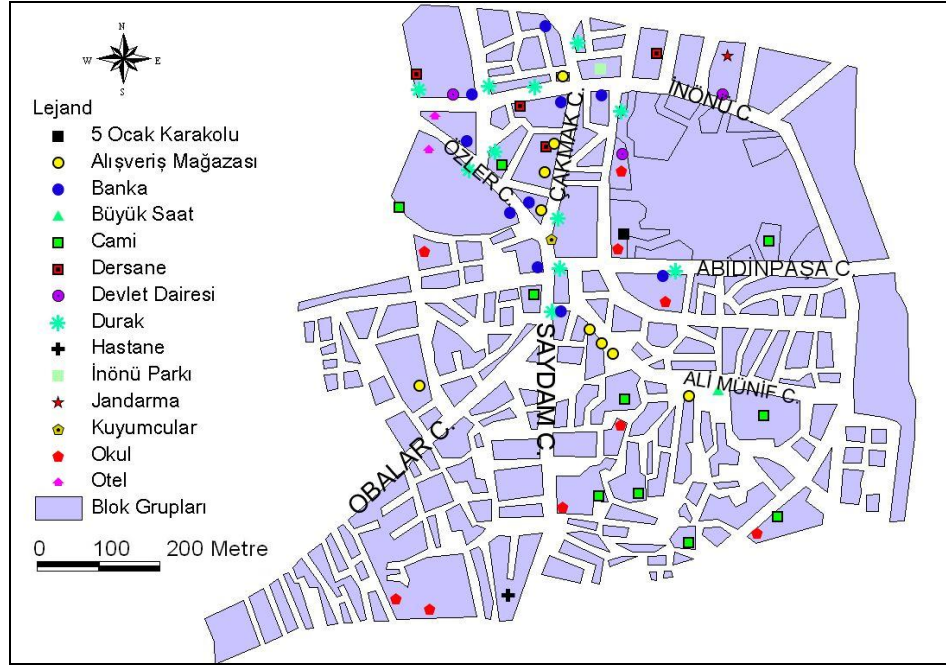 N
W E
S
Lejand
5 Ocak Karakolu
Alışveriş Mağazası
Banka
Büyük Saat
Cami
Dersane
Devlet Dairesi
Durak
Hastane
İnönü Parkı
Jandarma
Kuyumcular
Okul
Otel
Blok Grupları
0 100 200 Metre
İNÖNÜ C.
ÇAKMAK C.
ÖZLER C.
ABİDİNPAŞA C.
SAYDAM C.
ALİ MÜNİF C.
OBALAR C.